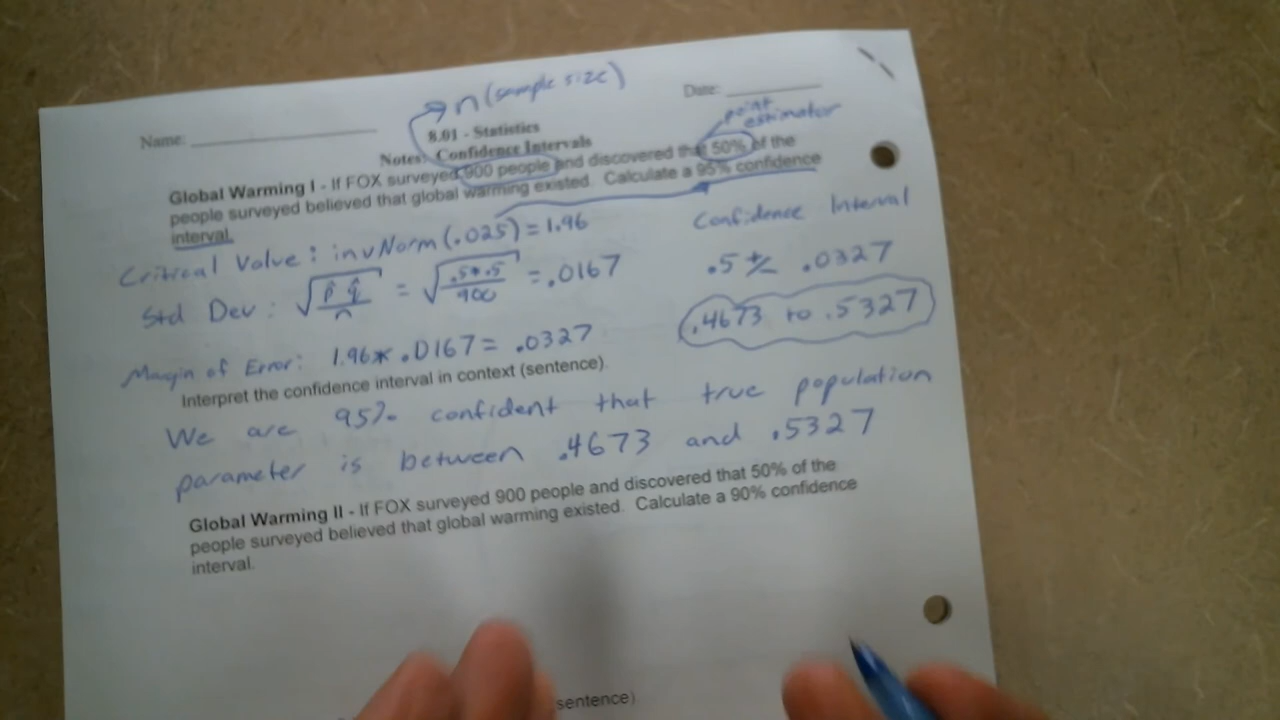 n (sample size)
Name: Date:
point
estimator
8.01 - Statistics
Notes: Confidence Intervals
Global Warming I - If FOX surveyed 900 people and discovered that 50% of the
people surveyed believed that global warming existed. Calculate a 95% confidence
interval.
Critical Value: invNorm(.025) = 1.96
Confidence Interval
Std Dev: √(p̂ q̂ / n) = √(.5*.5 / 900) = .0167
.5 +/- .0327
.4673 to .5327
Margin of Error: 1.96* .0167 = .0327
Interpret the confidence interval in context (sentence).
We are 95% confident that true population
parameter is between .4673 and .5327
Global Warming II - If FOX surveyed 900 people and discovered that 50% of the
people surveyed believed that global warming existed. Calculate a 90% confidence
interval.
sentence)